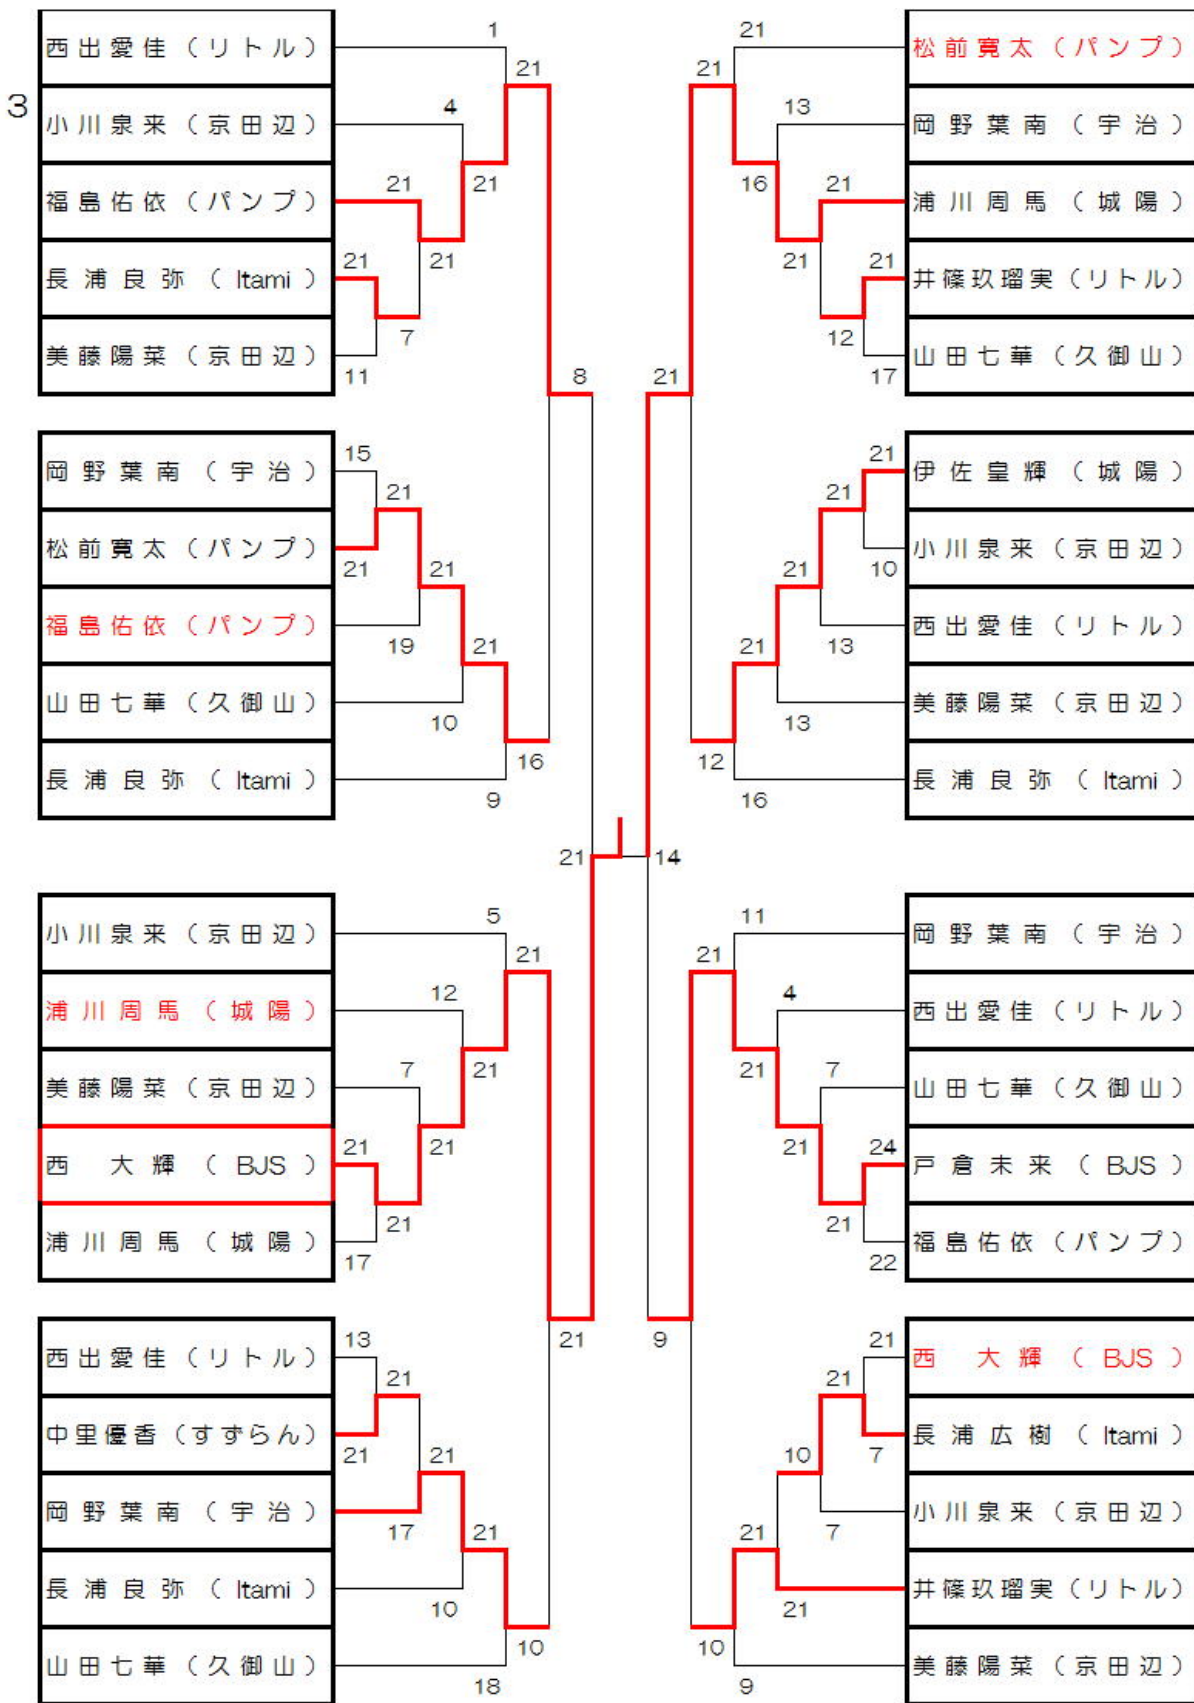 3
西出愛佳（リトル）
小川泉来（京田辺）
福島佑依（パンプ）
長浦良弥（Itami）
美藤陽菜（京田辺）
1
21
4
21
21
21
21
7
11
8
岡野葉南（宇治）
松前寛太（パンプ）
福島佑依（パンプ）
山田七華（久御山）
長浦良弥（Itami）
15
21
21
21
19
21
10
16
9
21
小川泉来（京田辺）
浦川周馬（城陽）
美藤陽菜（京田辺）
西　大輝（BJS）
浦川周馬（城陽）
5
21
12
7
21
21
21
21
17
21
西出愛佳（リトル）
中里優香（すずらん）
岡野葉南（宇治）
長浦良弥（Itami）
山田七華（久御山）
13
21
21
21
17
21
10
10
18
松前寛太（パンプ）
岡野葉南（宇治）
浦川周馬（城陽）
井篠玖瑠実（リトル）
山田七華（久御山）
21
21
13
16
21
21
21
12
17
21
伊佐皇輝（城陽）
小川泉来（京田辺）
西出愛佳（リトル）
美藤陽菜（京田辺）
長浦良弥（Itami）
21
21
10
21
13
21
13
12
16
14
岡野葉南（宇治）
西出愛佳（リトル）
山田七華（久御山）
戸倉未来（BJS）
福島佑依（パンプ）
11
21
4
21
7
21
24
21
22
9
西　大輝（BJS）
長浦広樹（Itami）
小川泉来（京田辺）
井篠玖瑠実（リトル）
美藤陽菜（京田辺）
21
21
7
10
7
21
21
10
9